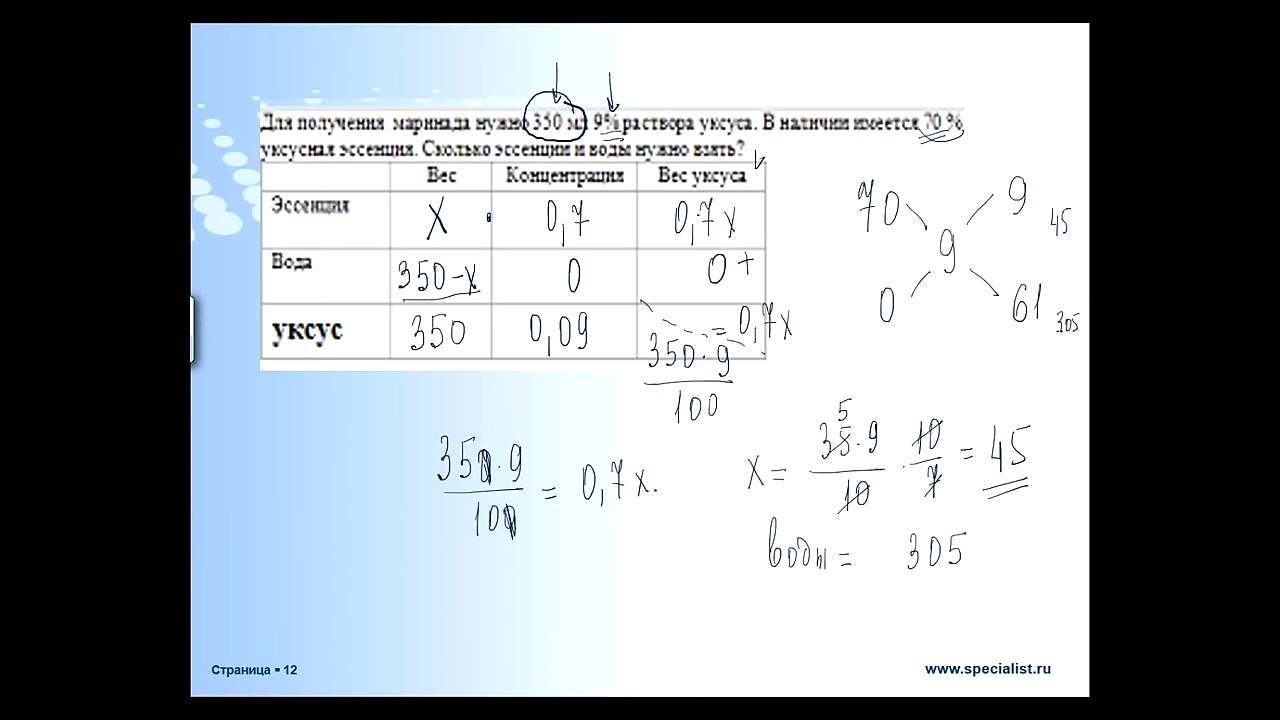 Для получения маринада нужно 350 мл 9% раствора уксуса. В наличии имеется 70 %
уксусная эссенция. Сколько эссенции и воды нужно взять?
Вес Концентрация Вес уксуса
Эссенция X 0,7 0,7x
Вода 350-x 0 0 +
уксус 350 0,09 350·9/100 = 0,7x
70 9 45
9
0 61 305
350·9/100 = 0,7x.
x = 35·9/10 · 10/7 = 45
5
воды = 305
Страница ▪ 12
www.specialist.ru